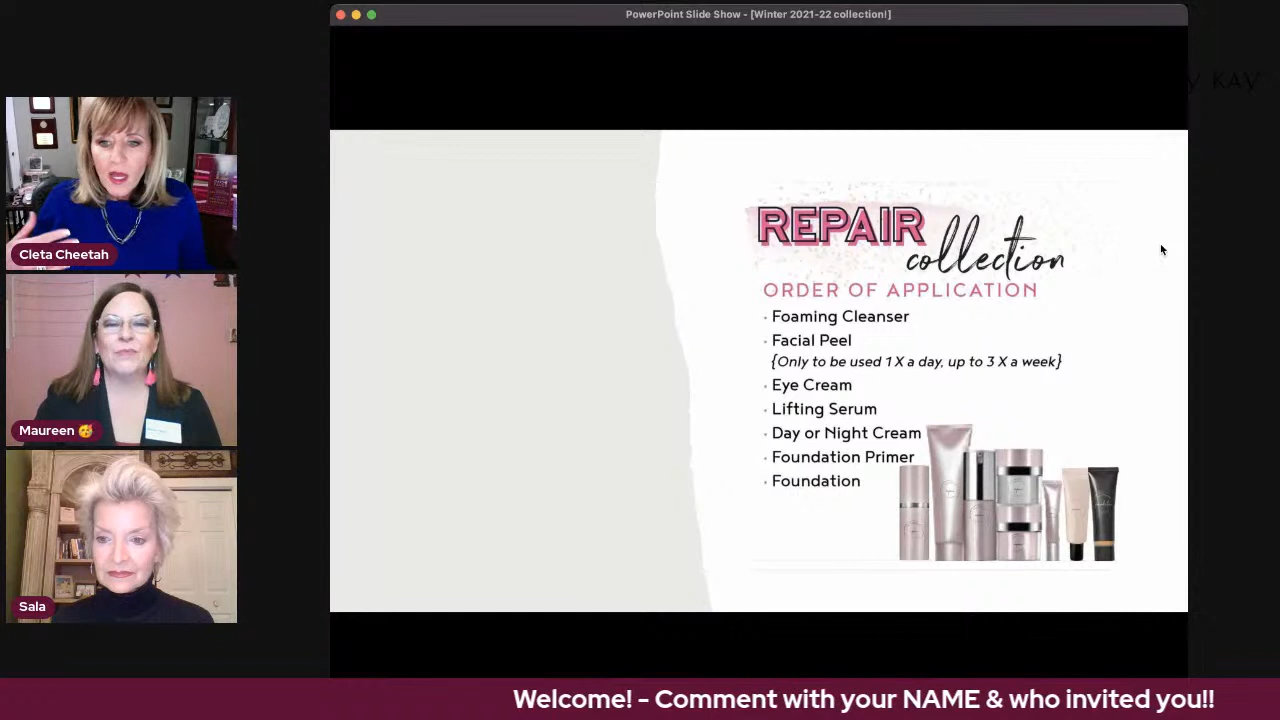 PowerPoint Slide Show - [Winter 2021-22 collection!]
KAY
Cleta Cheetah
Maureen 🥳
Sala
REPAIR
collection
ORDER OF APPLICATION
· Foaming Cleanser
· Facial Peel
{Only to be used 1 X a day, up to 3 X a week}
· Eye Cream
· Lifting Serum
· Day or Night Cream
· Foundation Primer
· Foundation
Welcome! - Comment with your NAME & who invited you!!